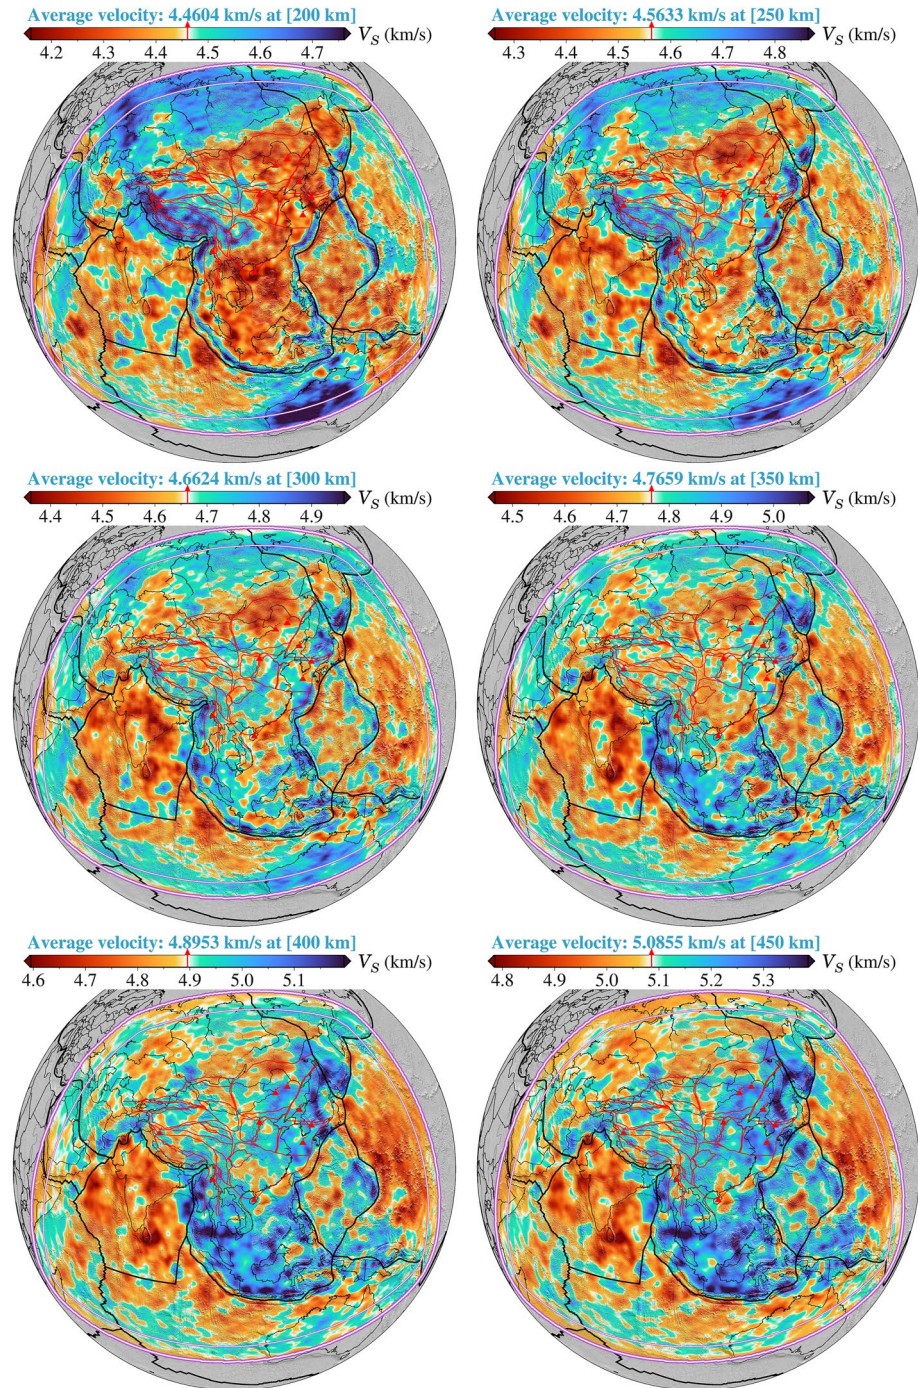 Average velocity: 4.4604 km/s at [200 km]
V_S (km/s)
4.2 4.3 4.4 4.5 4.6 4.7
Average velocity: 4.5633 km/s at [250 km]
V_S (km/s)
4.3 4.4 4.5 4.6 4.7 4.8
Average velocity: 4.6624 km/s at [300 km]
V_S (km/s)
4.4 4.5 4.6 4.7 4.8 4.9
Average velocity: 4.7659 km/s at [350 km]
V_S (km/s)
4.5 4.6 4.7 4.8 4.9 5.0
Average velocity: 4.8953 km/s at [400 km]
V_S (km/s)
4.6 4.7 4.8 4.9 5.0 5.1
Average velocity: 5.0855 km/s at [450 km]
V_S (km/s)
4.8 4.9 5.0 5.1 5.2 5.3